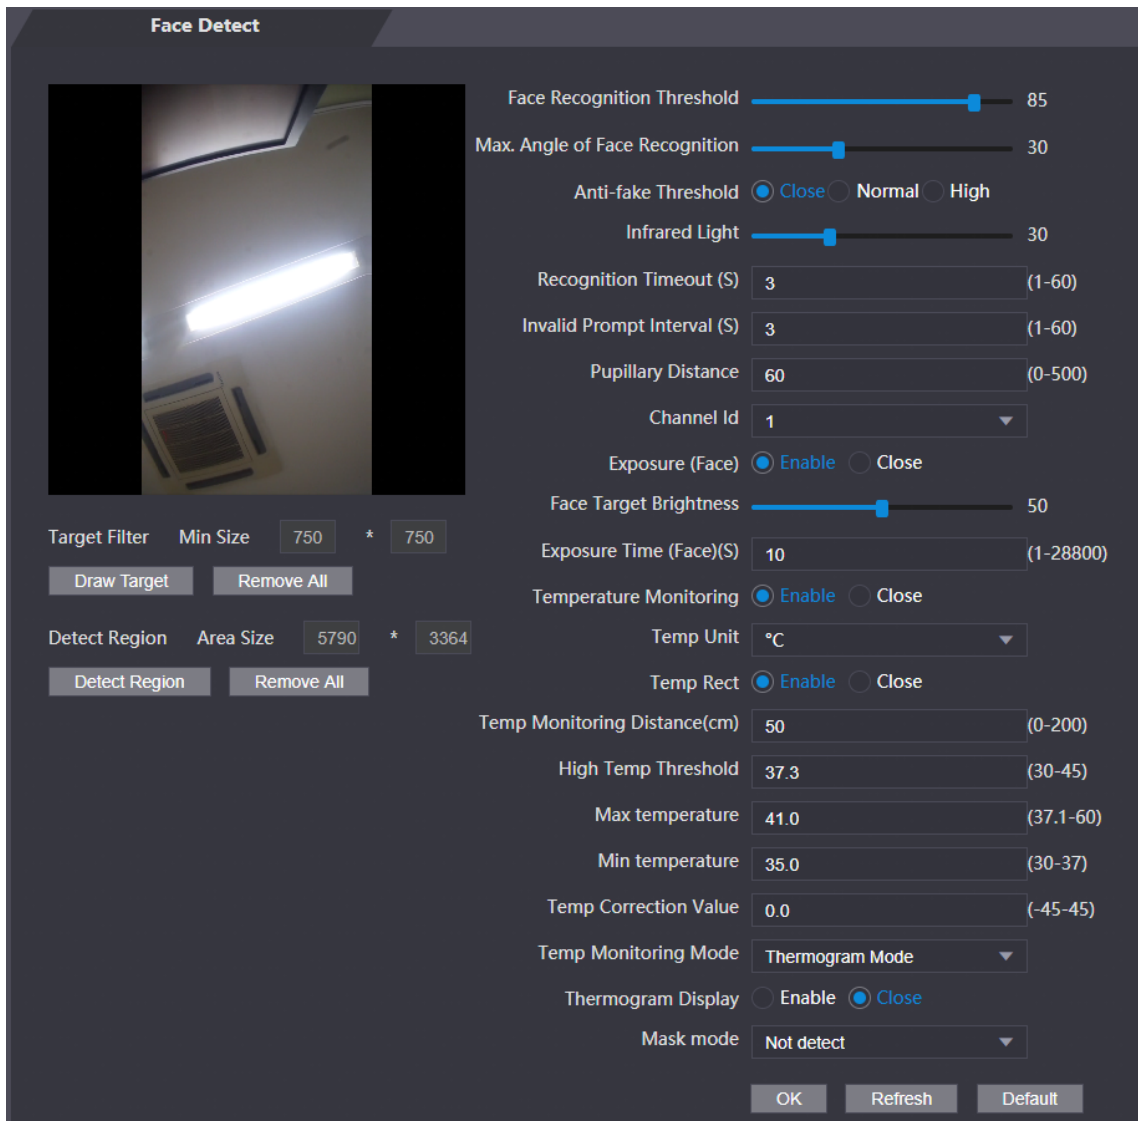 Face Detect
Face Recognition Threshold 85
Max. Angle of Face Recognition 30
Anti-fake Threshold Close Normal High
Infrared Light 30
Recognition Timeout (S) 3 (1-60)
Invalid Prompt Interval (S) 3 (1-60)
Pupillary Distance 60 (0-500)
Channel Id 1
Exposure (Face) Enable Close
Face Target Brightness 50
Exposure Time (Face)(S) 10 (1-28800)
Temperature Monitoring Enable Close
Temp Unit °C
Temp Rect Enable Close
Temp Monitoring Distance(cm) 50 (0-200)
High Temp Threshold 37.3 (30-45)
Max temperature 41.0 (37.1-60)
Min temperature 35.0 (30-37)
Temp Correction Value 0.0 (-45-45)
Temp Monitoring Mode Thermogram Mode
Thermogram Display Enable Close
Mask mode Not detect
OK Refresh Default
Target Filter Min Size 750 * 750
Draw Target Remove All
Detect Region Area Size 5790 * 3364
Detect Region Remove All